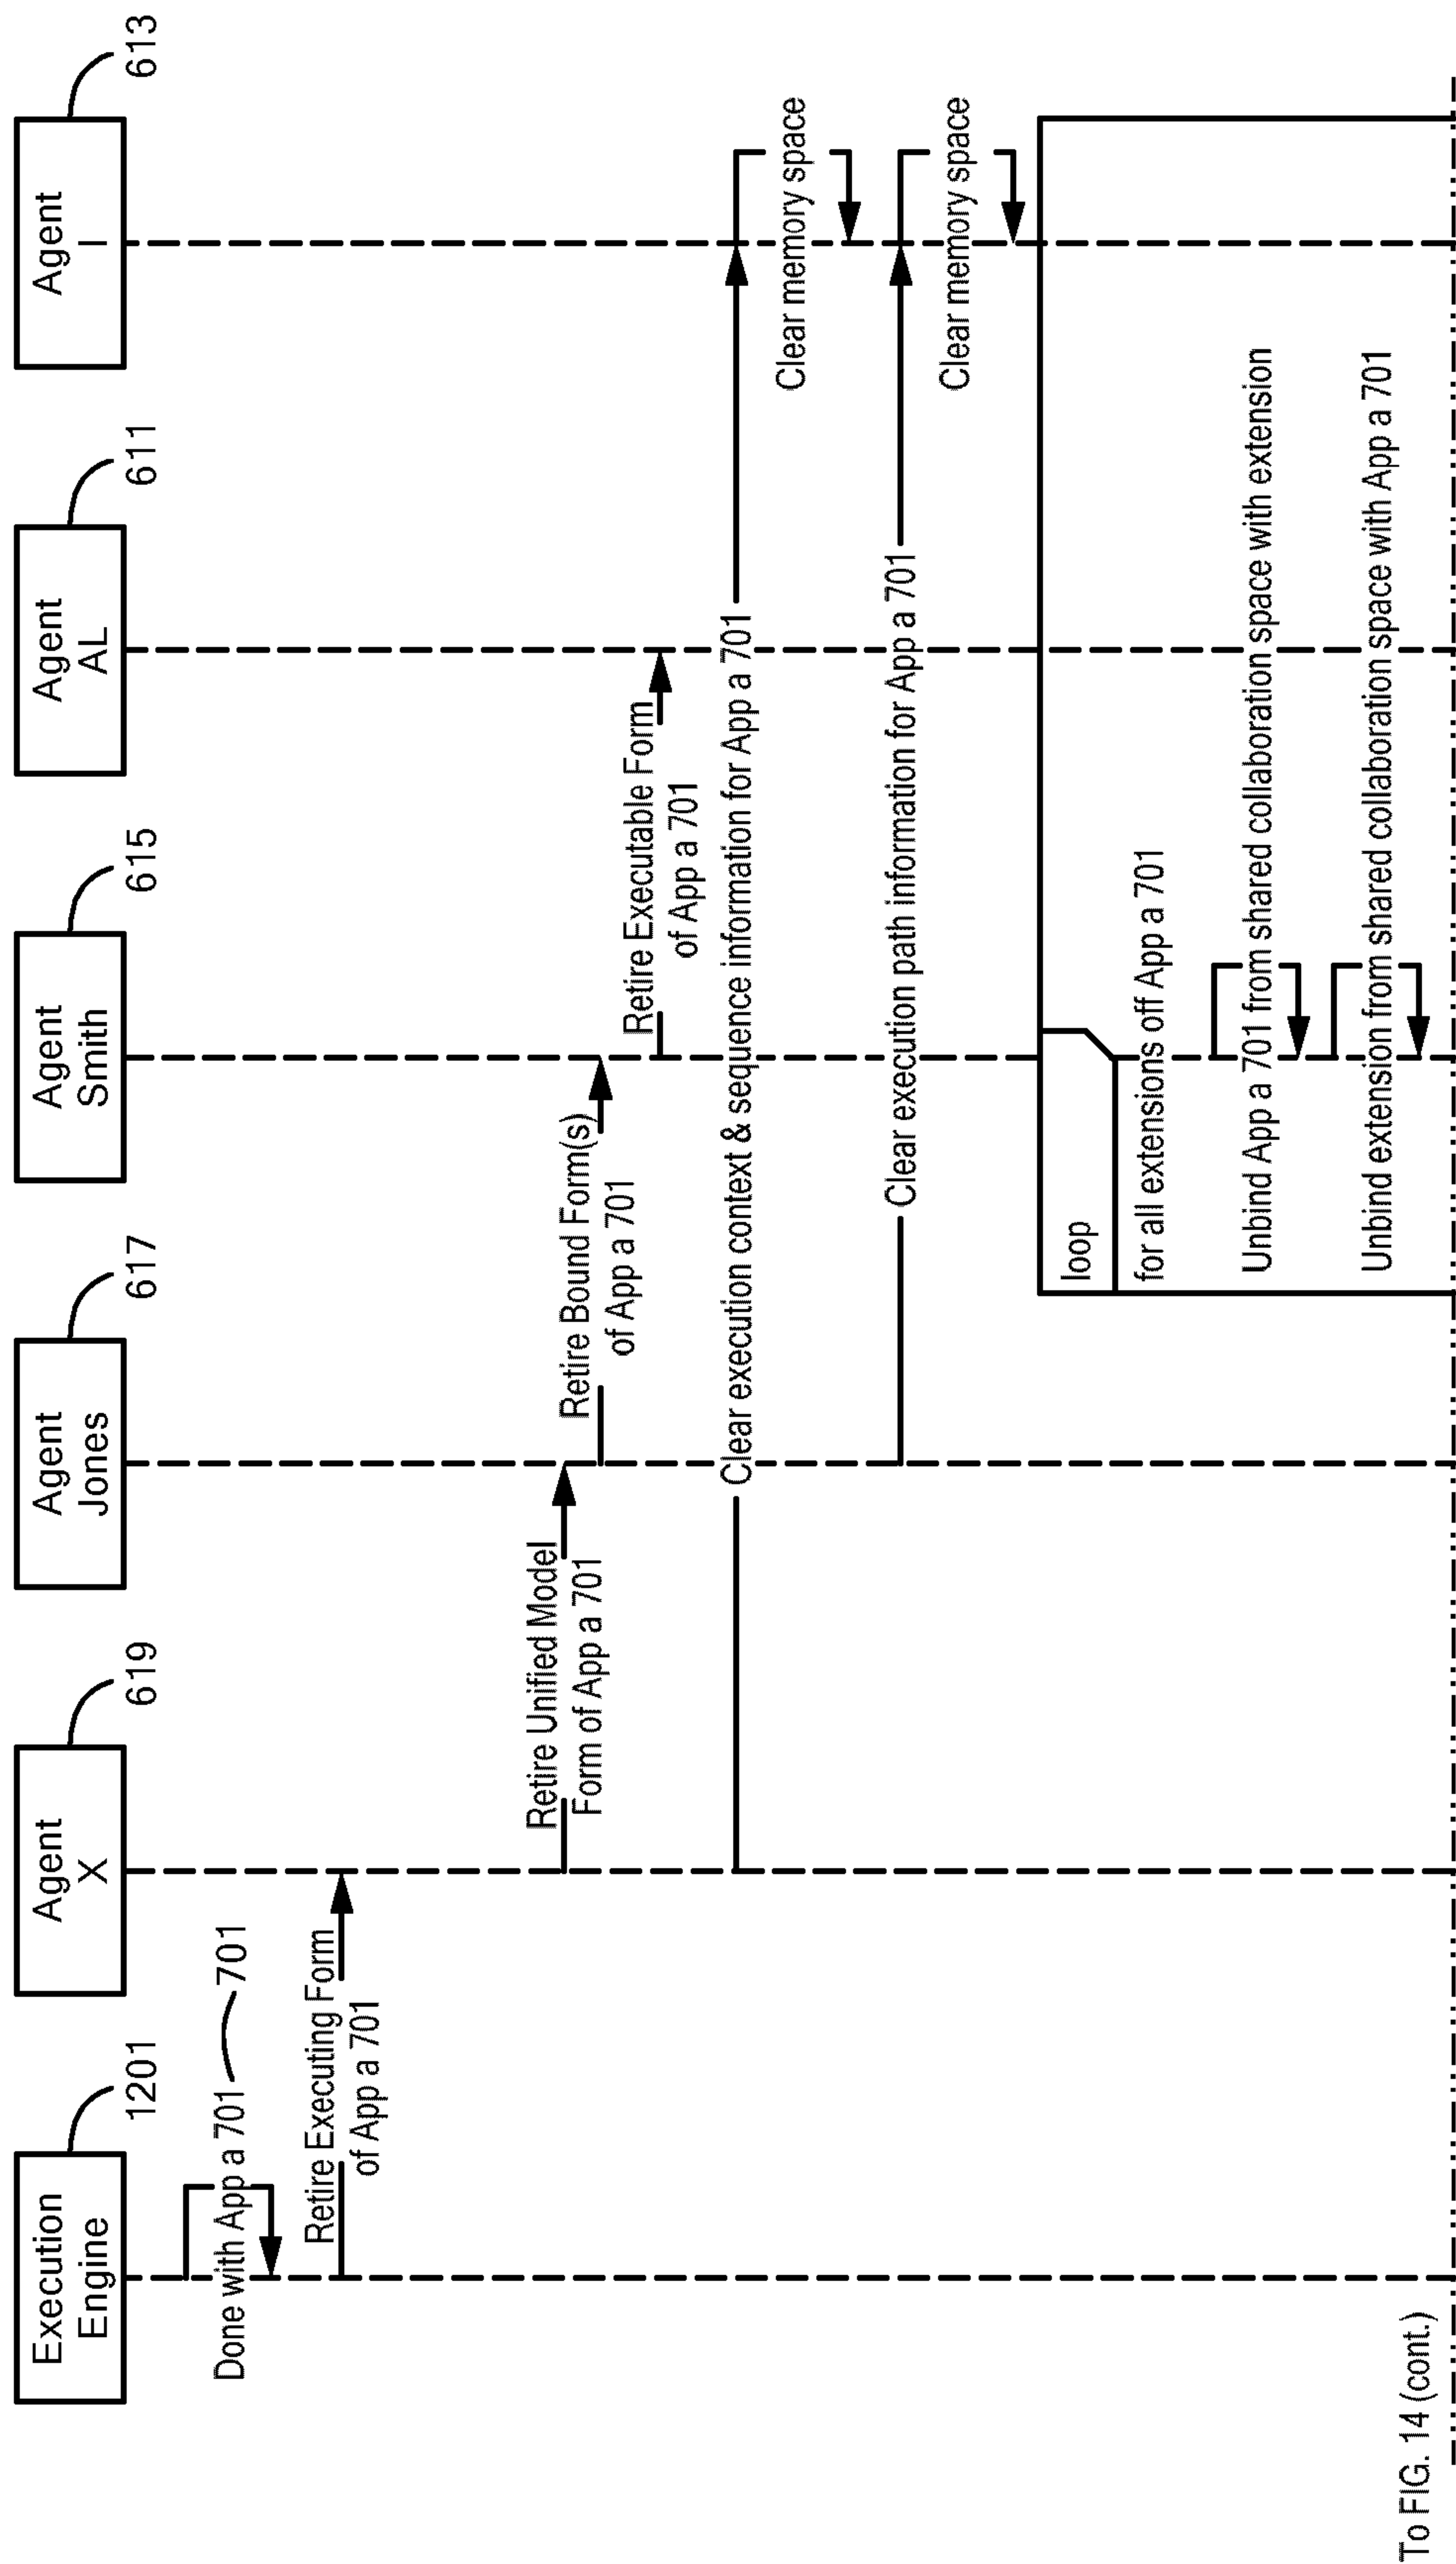 Execution
Engine
1201
Agent
X
619
Agent
Jones
617
Agent
Smith
615
Agent
AL
611
Agent
I
613
Done with App a 701
701
Retire Executing Form
of App a 701
Retire Unified Model
Form of App a 701
Retire Bound Form(s)
of App a 701
Retire Executable Form
of App a 701
Clear execution context & sequence information for App a 701
Clear memory space
Clear execution path information for App a 701
Clear memory space
loop
for all extensions off App a 701
Unbind App a 701 from shared collaboration space with extension
Unbind extension from shared collaboration space with App a 701
To FIG. 14 (cont.)